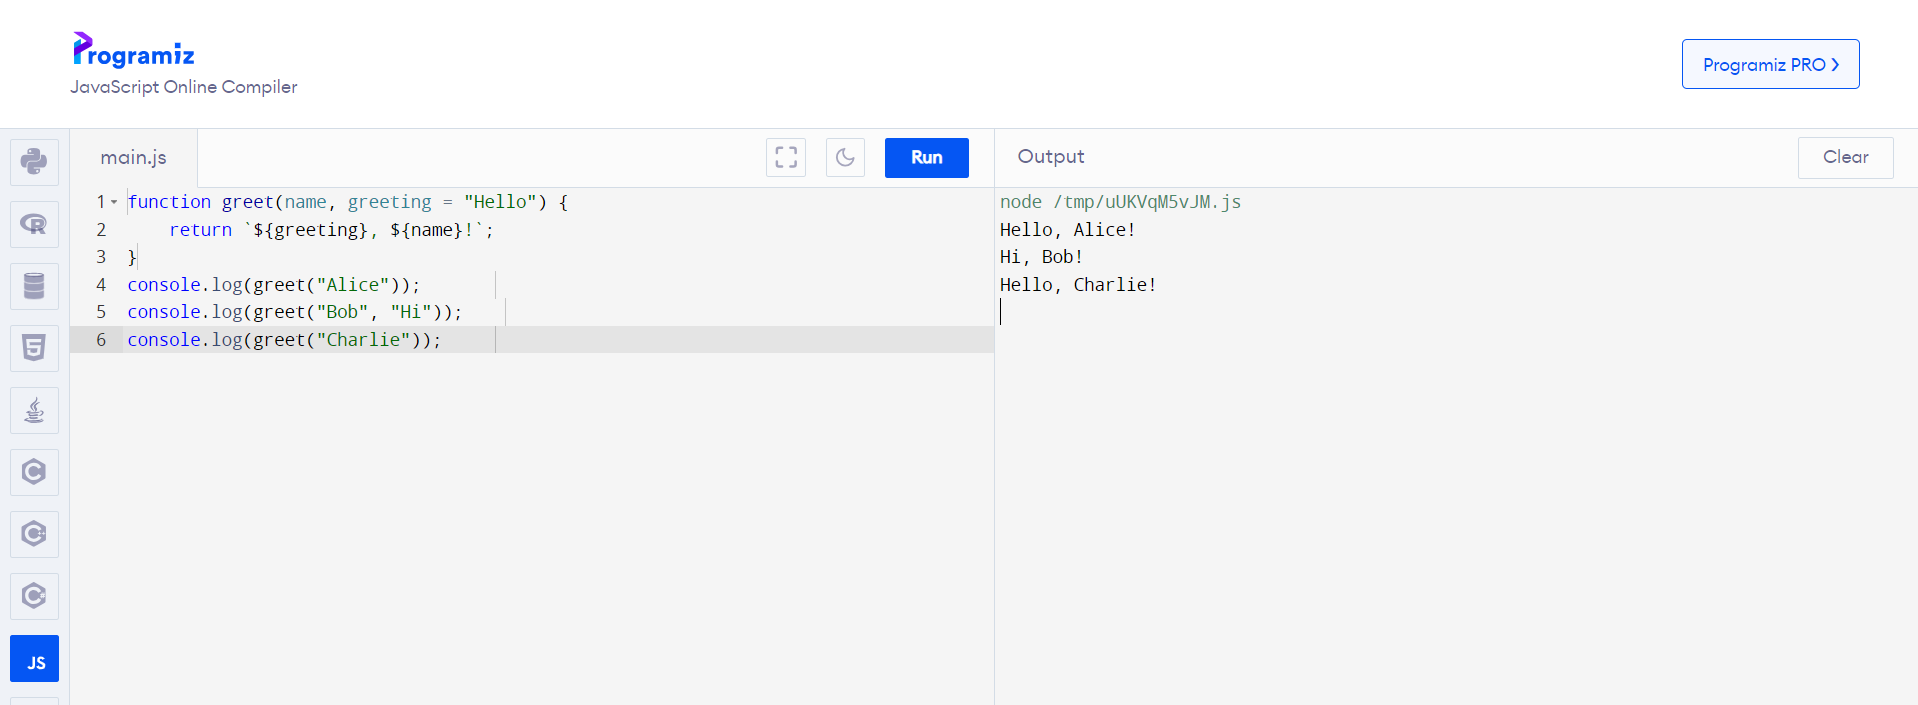 Programiz
JavaScript Online Compiler
Programiz PRO >
main.js
Run
Output
Clear
1 function greet(name, greeting = "Hello") {
2     return `${greeting}, ${name}!`;
3 }
4 console.log(greet("Alice"));
5 console.log(greet("Bob", "Hi"));
6 console.log(greet("Charlie"));
node /tmp/uUKVqM5vJM.js
Hello, Alice!
Hi, Bob!
Hello, Charlie!
R
5
C
C
C
JS